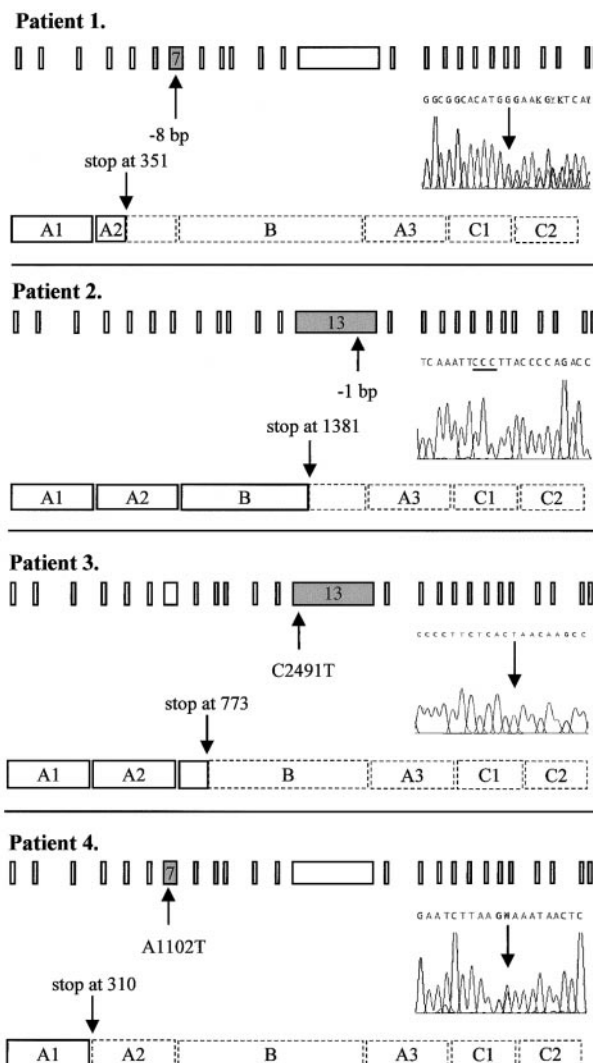 Patient 1.
7
GGCGGCACATGGGAAKG
-8 bp
stop at 351
A1 A2 B A3 C1 C2
Patient 2.
13
TCAAATTCCCTTACCCCAGACC
-1 bp
stop at 1381
A1 A2 B A3 C1 C2
Patient 3.
13
CCCCTTCTCACTAACAAGCC
C2491T
stop at 773
A1 A2 B A3 C1 C2
Patient 4.
7
GAATCTTAAGWAAATAACTC
A1102T
stop at 310
A1 A2 B A3 C1 C2